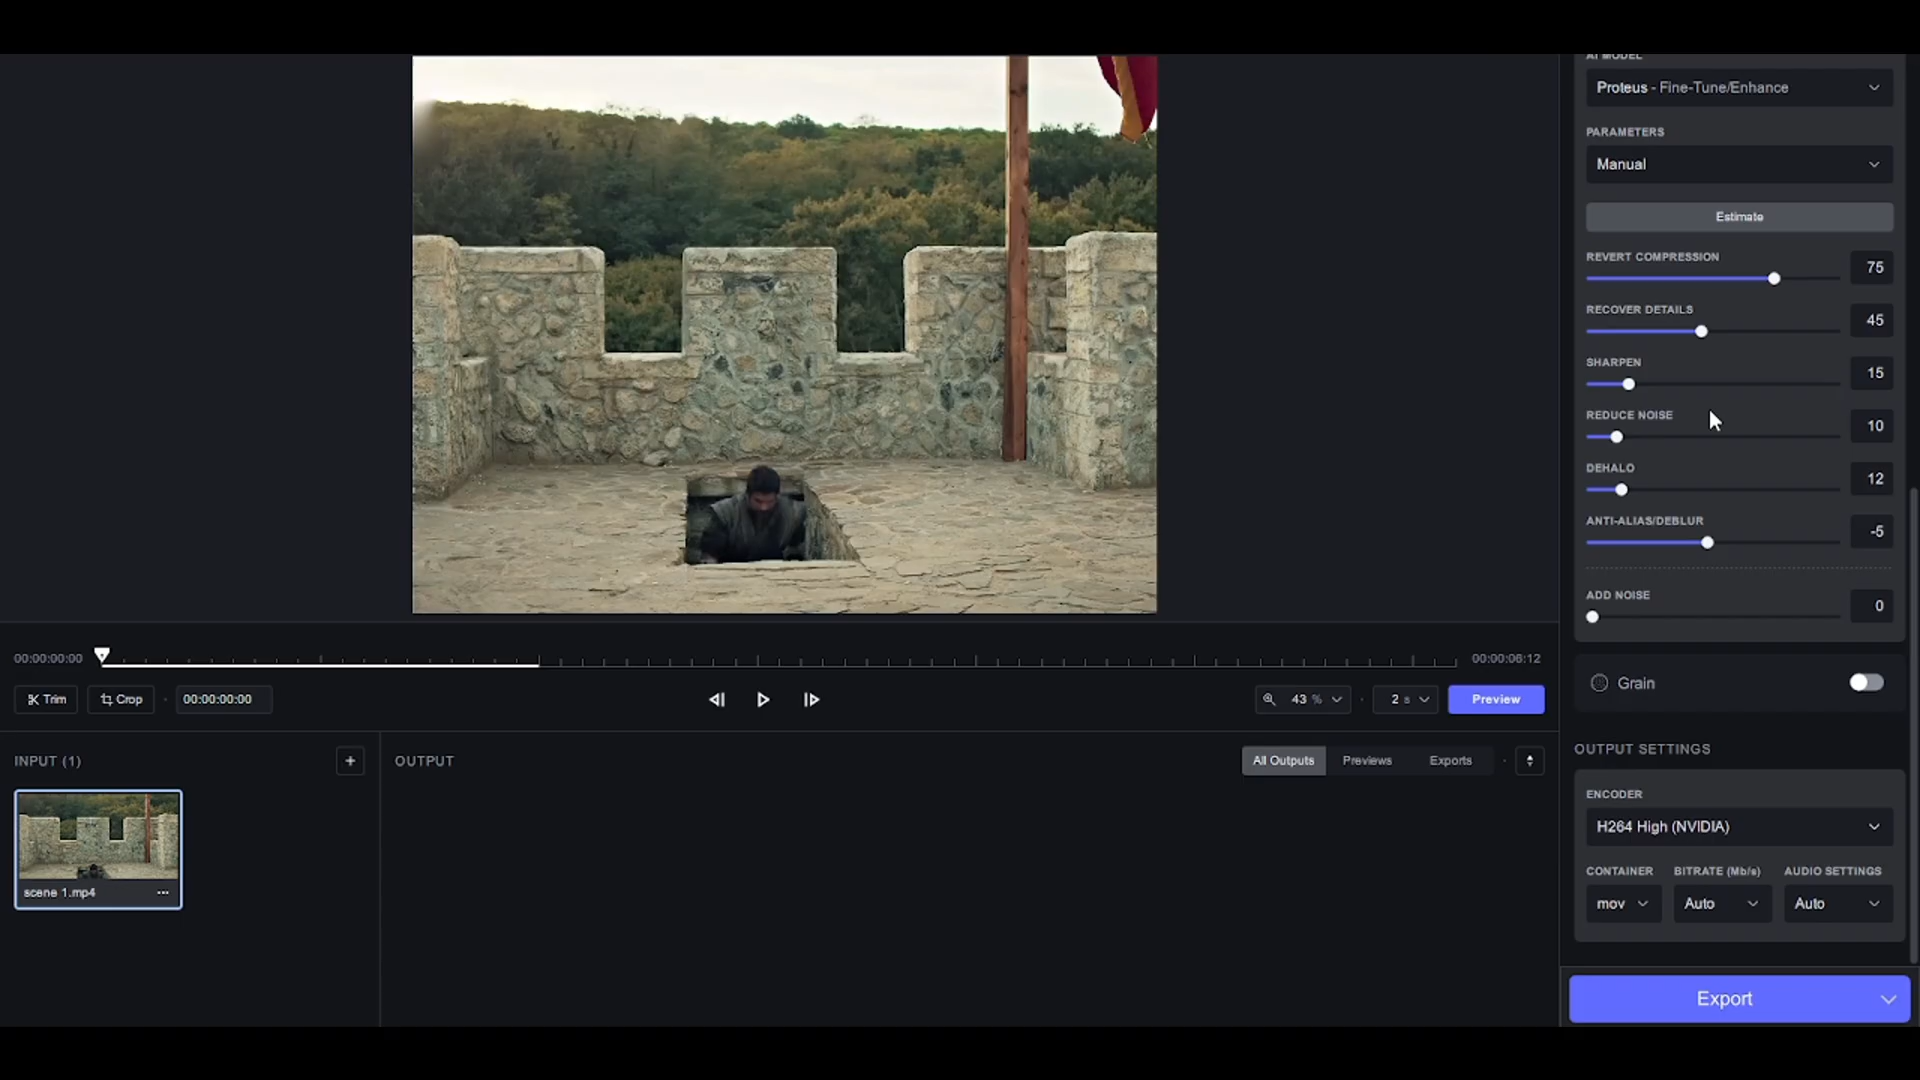 AI MODEL
Proteus - Fine-Tune/Enhance
PARAMETERS
Manual
Estimate
REVERT COMPRESSION
75
RECOVER DETAILS
45
SHARPEN
15
REDUCE NOISE
10
DEHALO
12
ANTI-ALIAS/DEBLUR
-5
ADD NOISE
0
Grain
OUTPUT SETTINGS
ENCODER
H264 High (NVIDIA)
CONTAINER BITRATE (Mb/s) AUDIO SETTINGS
mov Auto Auto
Export
00:00:00:00
00:00:06:12
Trim Crop 00:00:00:00
43 % 2 s Preview
INPUT (1)
OUTPUT
All Outputs Previews Exports
scene 1.mp4